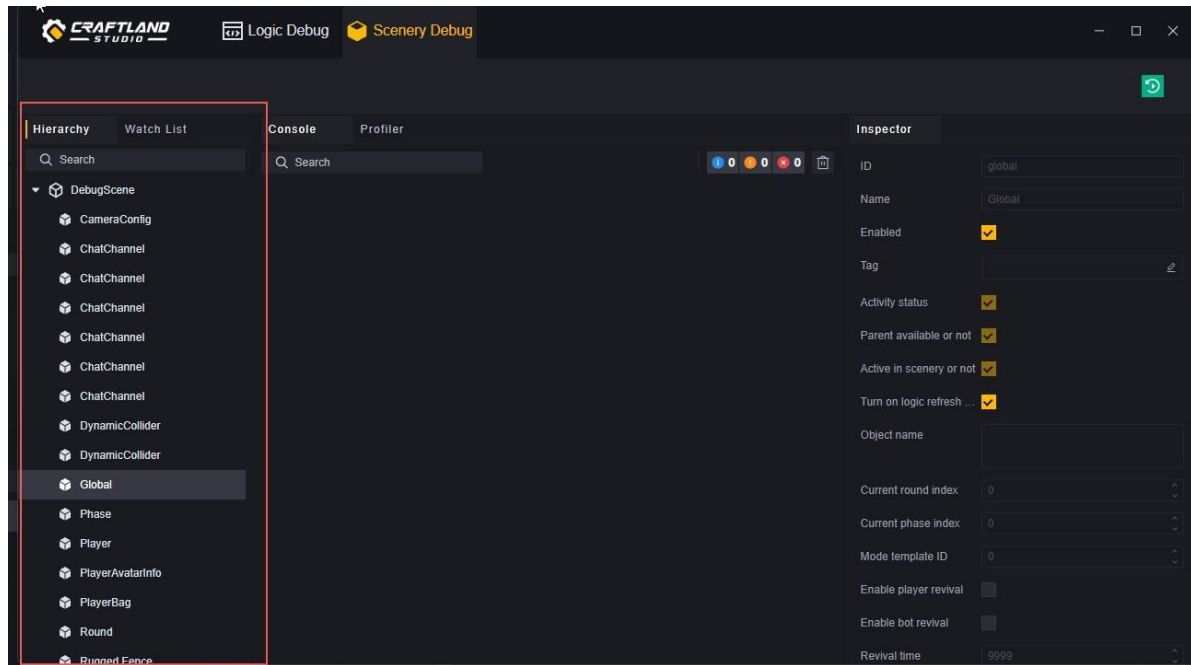 CRAFTLAND
STUDIO
Logic Debug
Scenery Debug
Hierarchy
Watch List
Search
DebugScene
CameraConfig
ChatChannel
ChatChannel
ChatChannel
ChatChannel
ChatChannel
ChatChannel
DynamicCollider
DynamicCollider
Global
Phase
Player
PlayerAvatarInfo
PlayerBag
Round
Rugged Fence
Console
Profiler
Search
0
0
0
Inspector
ID
global
Name
Global
Enabled
Tag
Activity status
Parent available or not
Active in scenery or not
Turn on logic refresh ...
Object name
Current round index
0
Current phase index
0
Mode template ID
0
Enable player revival
Enable bot revival
Revival time
9999